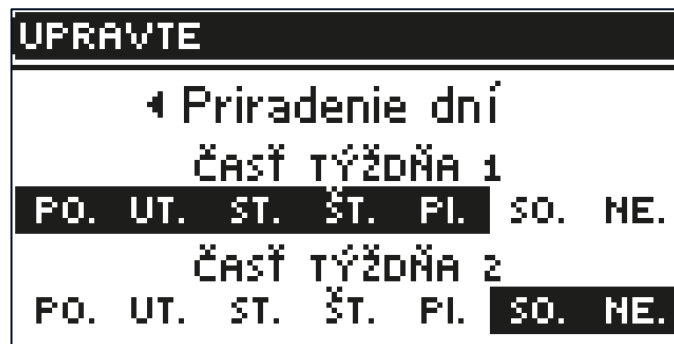 UPRAVTE
Priradenie dní
ČASŤ TÝŽDŇA 1
PO. UT. ST. ŠT. PI. SO. NE.
ČASŤ TÝŽDŇA 2
PO. UT. ST. ŠT. PI. SO. NE.